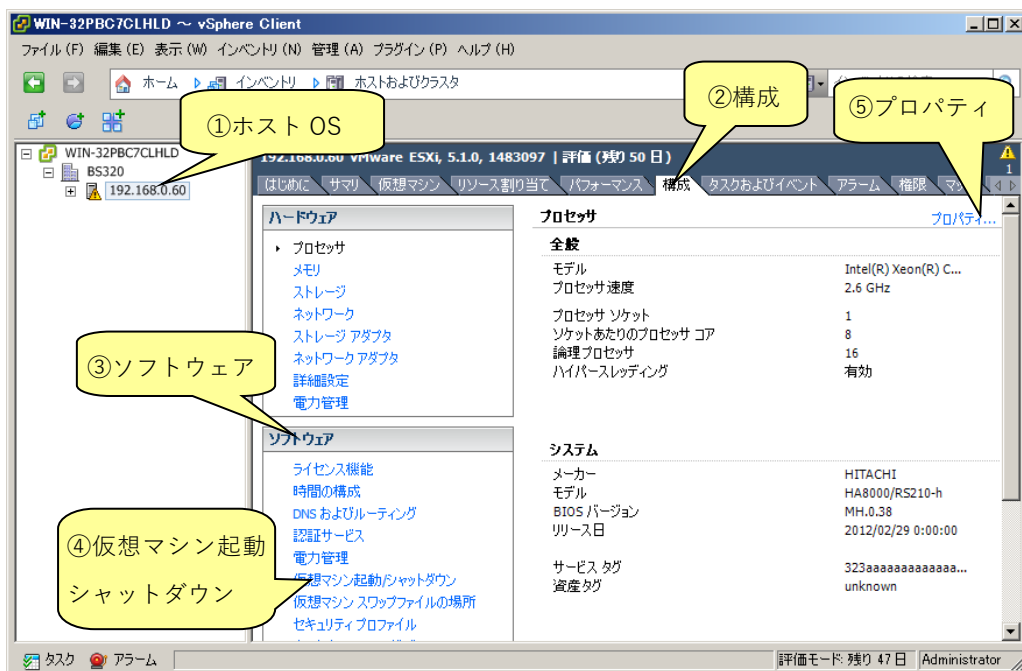 WIN-32PBC7CLHLD ～ vSphere Client
ファイル(F) 編集(E) 表示(W) インベントリ(N) 管理(A) プラグイン(P) ヘルプ(H)
ホーム インベントリ ホストおよびクラスタ
①ホスト OS
②構成
⑤プロパティ
WIN-32PBC7CLHLD
BS320
192.168.0.60
192.168.0.60 VMware ESXi, 5.1.0, 1483097 | 評価 (残り 50 日)
1
はじめに サマリ 仮想マシン リソース割り当て パフォーマンス 構成 タスクおよびイベント アラーム 権限
ハードウェア
プロセッサ
メモリ
ストレージ
ネットワーク
ストレージ アダプタ
ネットワーク アダプタ
詳細設定
電力管理
③ソフトウェア
ソフトウェア
ライセンス機能
時間の構成
DNS およびルーティング
認証サービス
電力管理
仮想マシン起動/シャットダウン
仮想マシン スワップファイルの場所
セキュリティ プロファイル
④仮想マシン起動
シャットダウン
プロセッサ
プロパティ...
全般
モデル Intel(R) Xeon(R) C...
プロセッサ速度 2.6 GHz
プロセッサ ソケット 1
ソケットあたりのプロセッサ コア 8
論理プロセッサ 16
ハイパースレッディング 有効
システム
メーカー HITACHI
モデル HA8000/RS210-h
BIOS バージョン MH.0.38
リリース日 2012/02/29 0:00:00
サービス タグ 323aaaaaaaaaaaaa...
資産タグ unknown
タスク アラーム 評価モード: 残り 47 日 Administrator